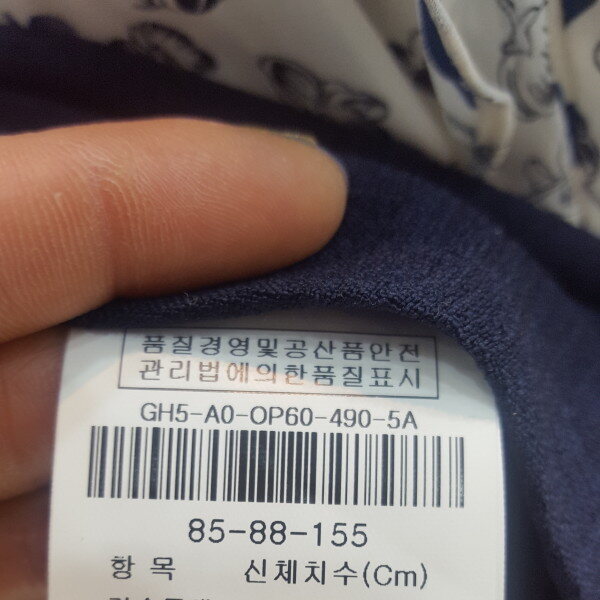 품질경영및공산품안전
관리법에의한품질표시
GH5-A0-OP60-490-5A
85-88-155
항 목 신체치수(Cm)